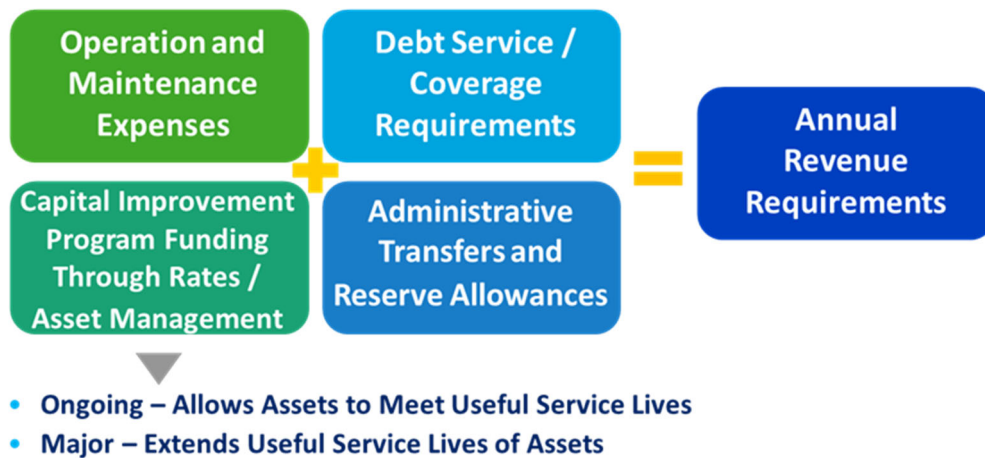 Operation and
Maintenance
Expenses
Debt Service /
Coverage
Requirements
Capital Improvement
Program Funding
Through Rates /
Asset Management
Administrative
Transfers and
Reserve Allowances
Annual
Revenue
Requirements
• Ongoing – Allows Assets to Meet Useful Service Lives
• Major – Extends Useful Service Lives of Assets